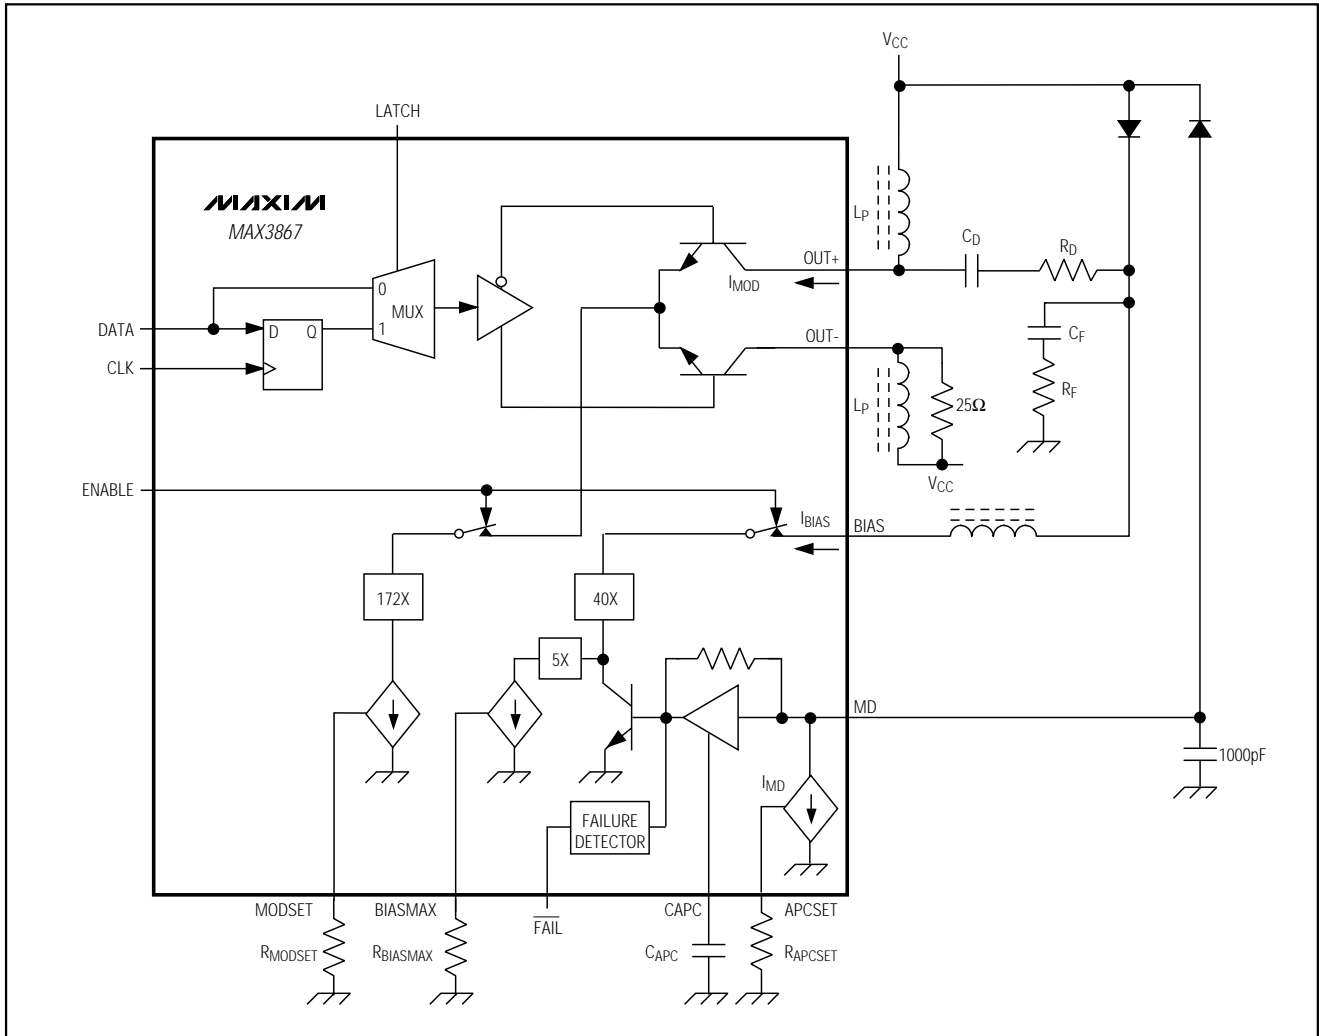 VCC
LATCH
MAXIM
MAX3867
LP
CD
RD
OUT+
IMOD
0
MUX
1
DATA
D
Q
CLK
OUT-
CF
RF
LP
25Ω
VCC
ENABLE
IBIAS
BIAS
172X
40X
5X
MD
1000pF
IMD
FAILURE
DETECTOR
MODSET
BIASMAX
FAIL
CAPC
APCSET
RMODSET
RBIASMAX
CAPC
RAPCSET